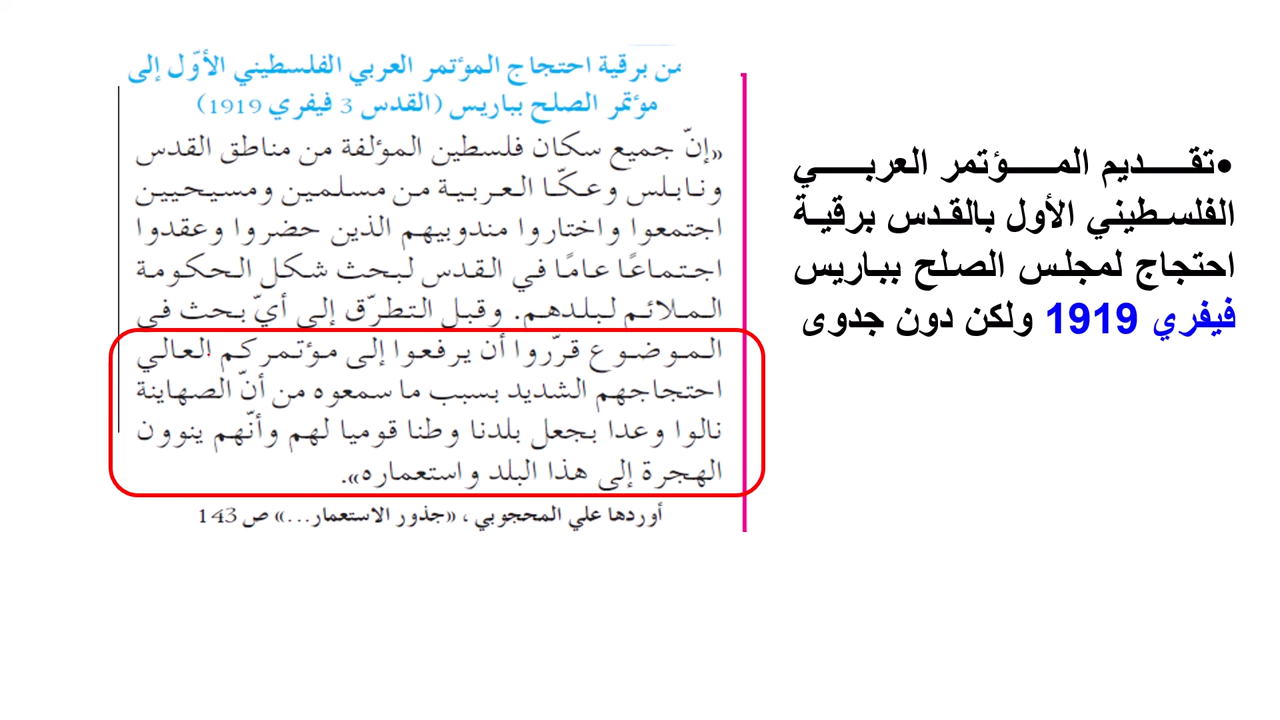 من برقية احتجاج المؤتمر العربي الفلسطيني الأوّل إلى
مؤتمر الصلح بباريس (القدس 3 فيفري 1919)
«إنّ جميع سكان فلسطين المؤلفة من مناطق القدس
ونابلس وعكّا العربية من مسلمين ومسيحيين
اجتمعوا واختاروا مندوبيهم الذين حضروا وعقدوا
اجتماعًا عامًا في القدس لبحث شكل الحكومة
الملائم لبلدهم. وقبل التطرّق إلى أيّ بحث في
الموضوع قرّروا أن يرفعوا إلى مؤتمركم العالي
احتجاجهم الشديد بسبب ما سمعوه من أنّ الصهاينة
نالوا وعدا بجعل بلدنا وطنا قوميا لهم وأنّهم ينوون
الهجرة إلى هذا البلد واستعماره».
أوردها علي المحجوبي، «جذور الاستعمار...» ص 143
•تقديم المؤتمر العربي
الفلسطيني الأول بالقدس برقية
احتجاج لمجلس الصلح بباريس
فيفري 1919 ولكن دون جدوى